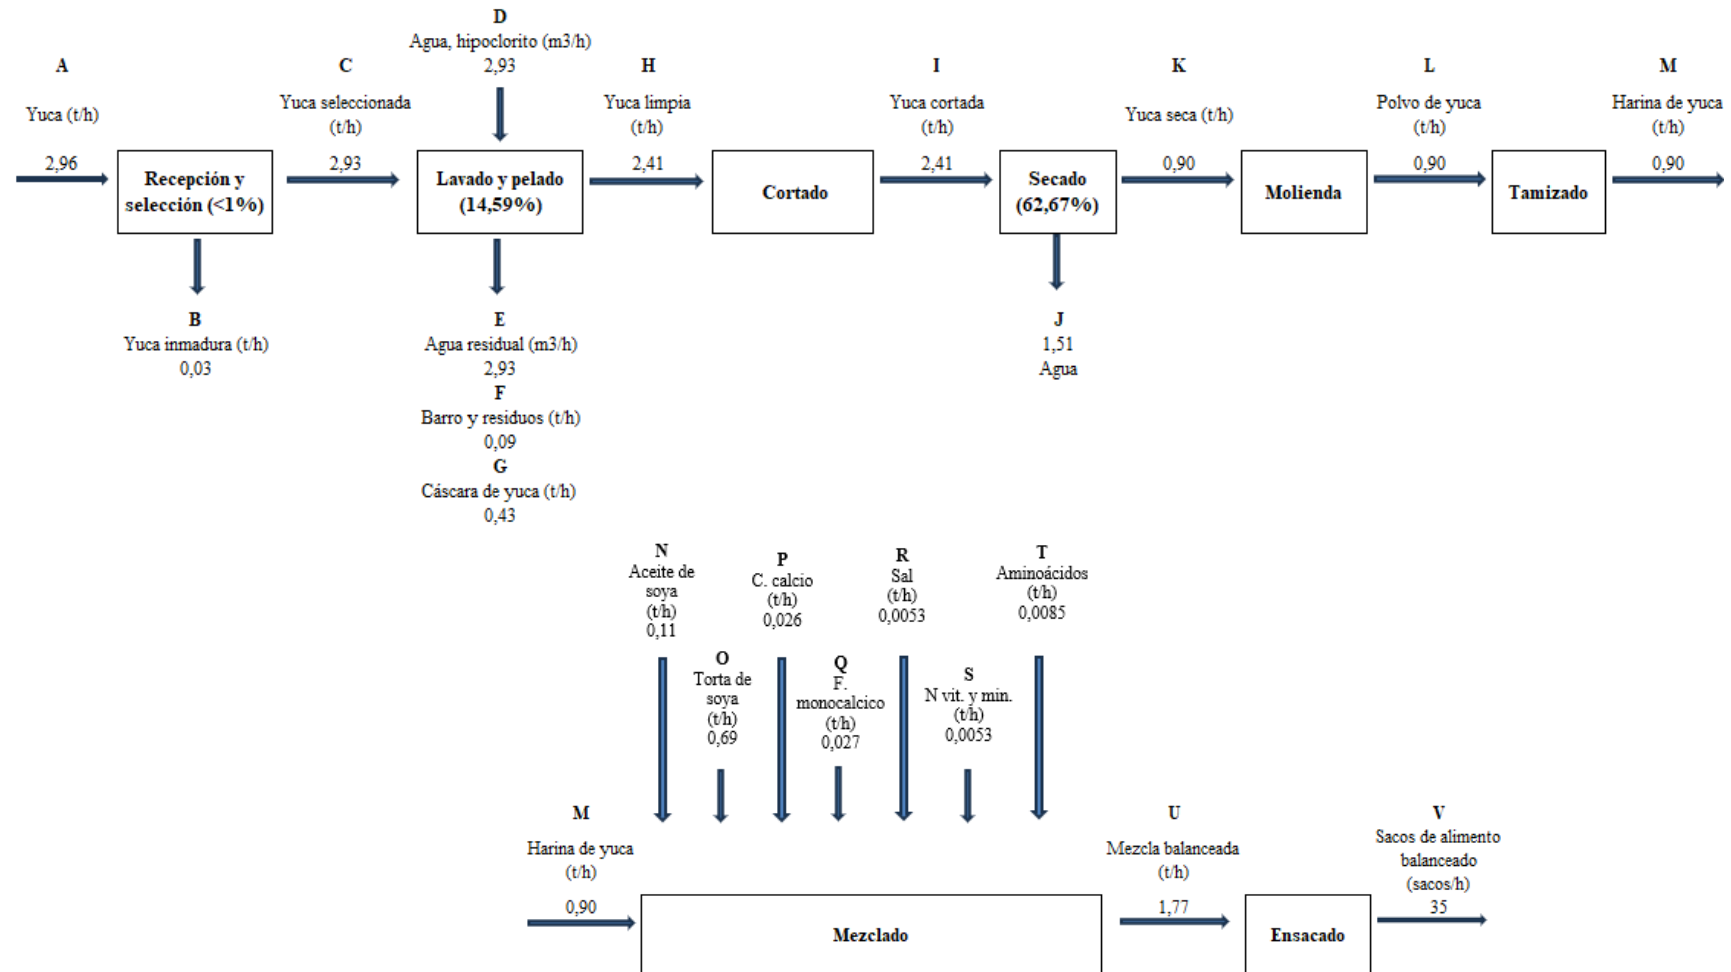 D
Agua, hipoclorito (m3/h)
2,93
A
Yuca (t/h)
2,96
C
Yuca seleccionada
(t/h)
2,93
H
Yuca limpia
(t/h)
2,41
I
Yuca cortada
(t/h)
2,41
K
Yuca seca (t/h)
0,90
L
Polvo de yuca
(t/h)
0,90
M
Harina de yuca
(t/h)
0,90
Recepción y
selección (<1%)
Lavado y pelado
(14,59%)
Cortado
Secado
(62,67%)
Molienda
Tamizado
B
Yuca inmadura (t/h)
0,03
E
Agua residual (m3/h)
2,93
F
Barro y residuos (t/h)
0,09
G
Cáscara de yuca (t/h)
0,43
J
1,51
Agua
N
Aceite de
soya
(t/h)
0,11
O
Torta de
soya
(t/h)
0,69
P
C. calcio
(t/h)
0,026
Q
F.
monocalcico
(t/h)
0,027
R
Sal
(t/h)
0,0053
S
N vit. y min.
(t/h)
0,0053
T
Aminoácidos
(t/h)
0,0085
M
Harina de yuca
(t/h)
0,90
Mezclado
U
Mezcla balanceada
(t/h)
1,77
Ensacado
V
Sacos de alimento
balanceado
(sacos/h)
35